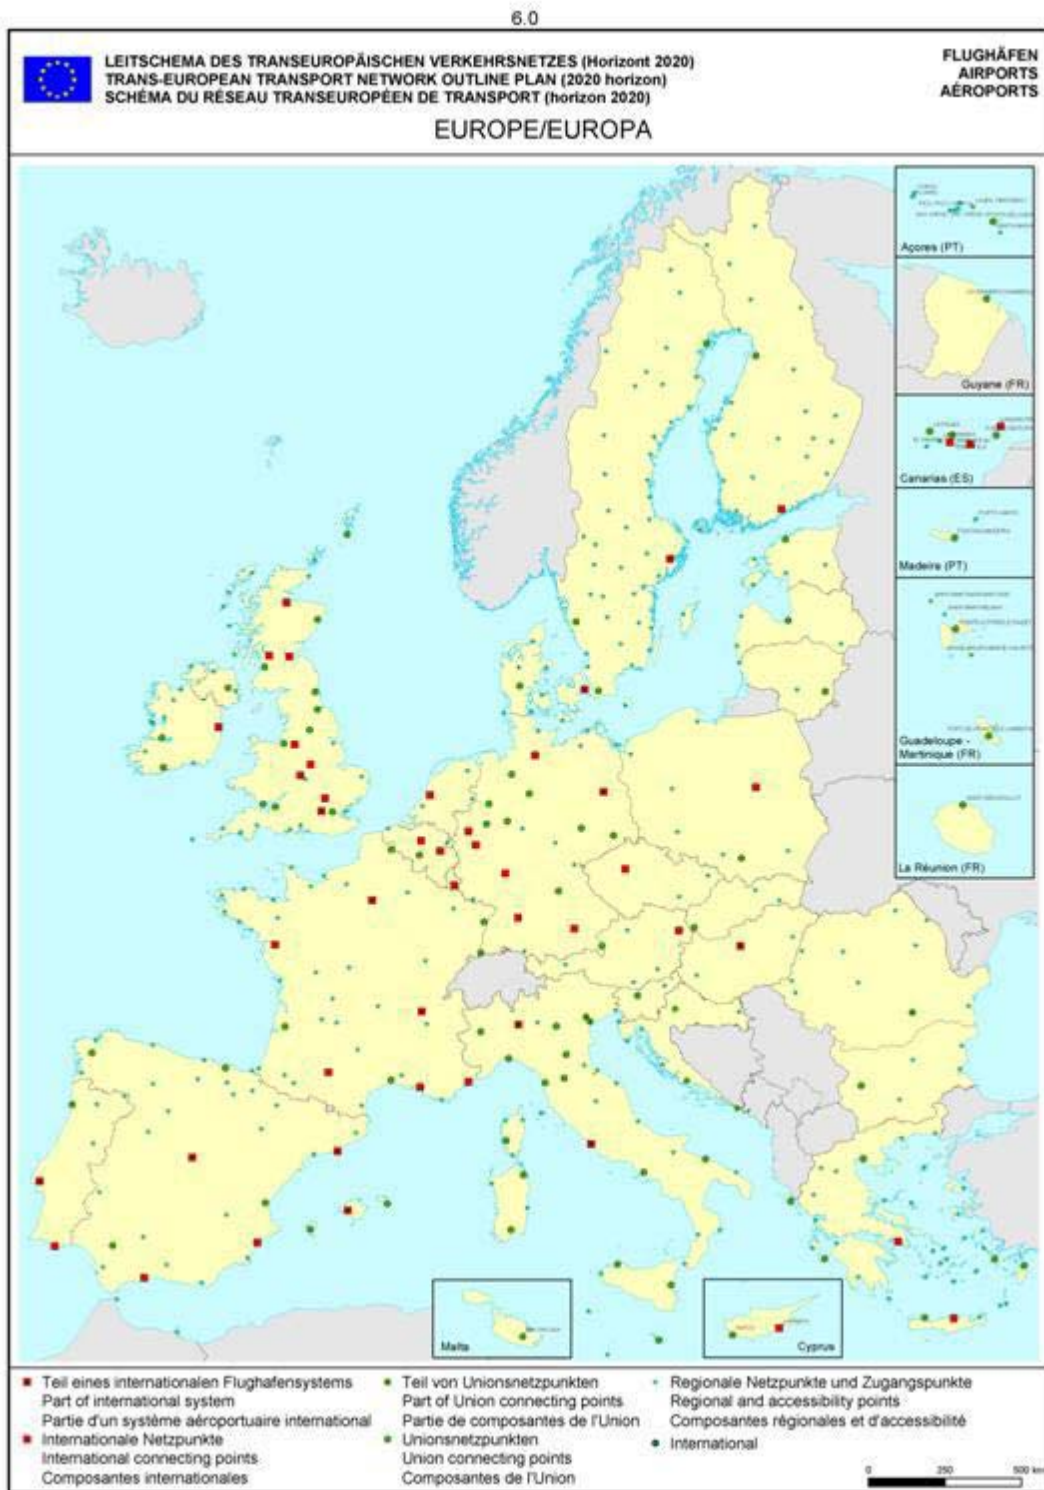 6.0
LEITSCHEMA DES TRANSEUROPÄISCHEN VERKEHRSNETZES (Horizont 2020)
TRANS-EUROPEAN TRANSPORT NETWORK OUTLINE PLAN (2020 horizon)
SCHÉMA DU RÉSEAU TRANSEUROPÉEN DE TRANSPORT (horizon 2020)
FLUGHÄFEN
AIRPORTS
AÉROPORTS
EUROPE/EUROPA
Açores (PT)
Guyane (FR)
Canarias (ES)
Madeira (PT)
Guadeloupe -
Martinique (FR)
La Réunion (FR)
Malta
Cyprus
Teil eines internationalen Flughafensystems
Part of international system
Partie d'un système aéroportuaire international
Internationale Netzpunkte
International connecting points
Composantes internationales
Teil von Unionsnetzpunkten
Part of Union connecting points
Partie de composantes de l'Union
Unionsnetzpunkten
Union connecting points
Composantes de l'Union
Regionale Netzpunkte und Zugangspunkte
Regional and accessibility points
Composantes régionales et d'accessibilité
International
0 250 500 km